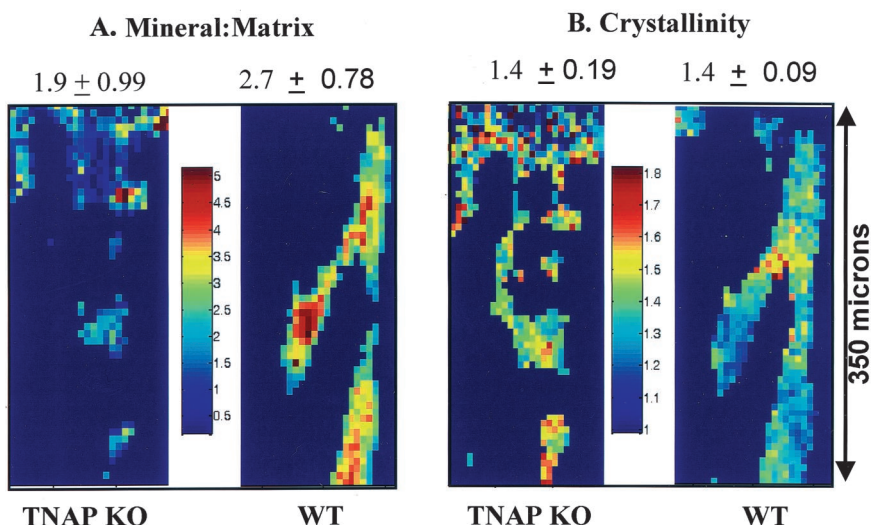 A. Mineral:Matrix
1.9 ± 0.99
2.7 ± 0.78
5
4.5
4
3.5
3
2.5
2
1.5
1
0.5
TNAP KO
WT
B. Crystallinity
1.4 ± 0.19
1.4 ± 0.09
1.8
1.7
1.6
1.5
1.4
1.3
1.2
1.1
1
350 microns
TNAP KO
WT